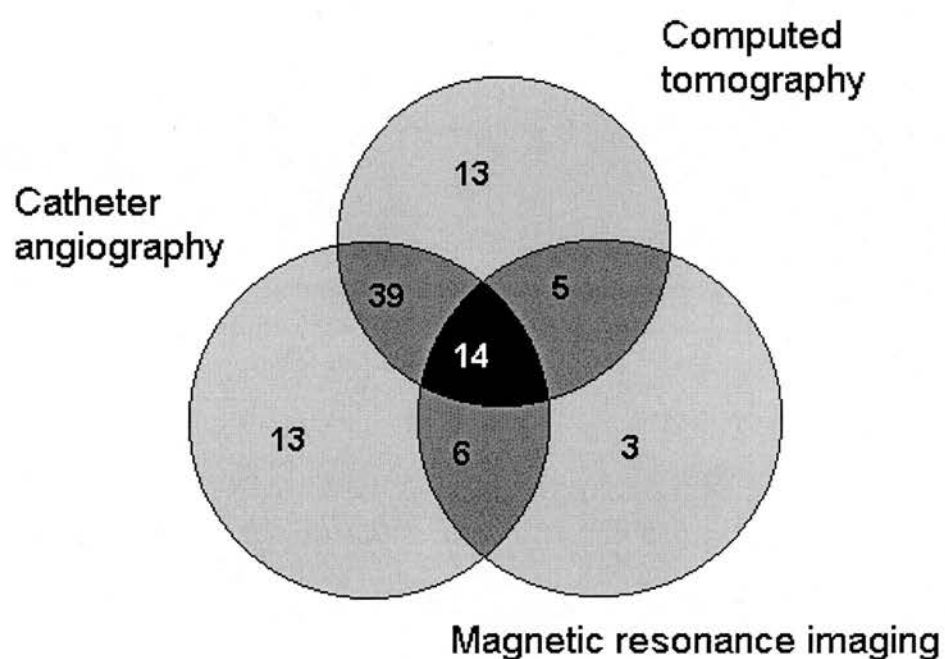 Computed
tomography
Catheter
angiography
13
39
5
14
13
6
3
Magnetic resonance imaging